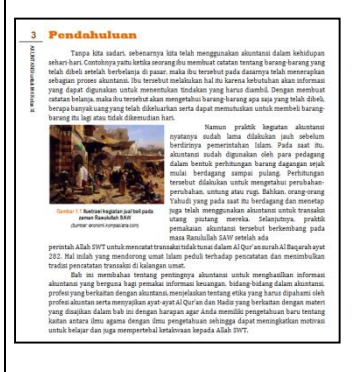 3 Pendahuluan
Tanpa kita sadari, sebenarnya kita telah menggunakan akuntansi dalam kehidupan
sehari-hari. Contohnya yaitu ketika seorang ibu membuat catatan tentang barang-barang yang
telah dibeli setelah berbelanja di pasar, maka ibu tersebut pada dasarnya telah menerapkan
sebagian proses akuntansi. Ibu tersebut melakukan hal itu karena kebutuhan akan informasi
yang dapat digunakan untuk menentukan tindakan yang harus diambil. Dengan membuat
catatan belanja, maka ibu tersebut akan mengetahui barang-barang apa saja yang telah dibeli,
berapa banyak uang yang telah dikeluarkan serta dapat memutuskan untuk membeli barang-
barang itu lagi atau tidak dikemudian hari.
Namun praktik kegiatan akuntansi
nyatanya sudah lama dilakukan jauh sebelum
berdirinya pemerintahan Islam. Pada saat itu,
akuntansi sudah digunakan oleh para pedagang
dalam bentuk perhitungan barang dagangan sejak
mulai berdagang sampai pulang. Perhitungan
tersebut dilakukan untuk mengetahui perubahan-
perubahan, untung atau rugi. Bahkan, orang-orang
Yahudi yang pada saat itu berdagang dan menetap
juga telah menggunakan akuntansi untuk transaksi
utang piutang mereka. Selanjutnya, praktik
pemakaian akuntansi tersebut berkembang pada
masa Rasulullah SAW setelah ada
Gambar 1.1 Ilustrasi kegiatan jual beli pada
zaman Rasulullah SAW
(Sumber: ekonomi.kompasiana.com)
perintah Allah SWT untuk mencatat transaksi tidak tunai dalam Al Qur'an surah Al Baqarah ayat
282. Hal inilah yang mendorong umat Islam peduli terhadap pencatatan dan menimbulkan
tradisi pencatatan transaksi di kalangan umat.
Bab ini membahas tentang pentingnya akuntansi untuk menghasilkan informasi
akuntansi yang berguna bagi pemakai informasi keuangan, bidang-bidang dalam akuntansi,
profesi yang berkaitan dengan akuntansi, menjelaskan tentang etika yang harus dipahami oleh
profesi akuntan serta menyajikan ayat-ayat Al Qur'an dan Hadis yang berkaitan dengan materi
yang disajikan dalam bab ini dengan harapan agar Anda memiliki pengetahuan baru tentang
kaitan antara ilmu agama dengan ilmu pengetahuan sehingga dapat meningkatkan motivasi
untuk belajar dan juga mempertebal ketakwaan kepada Allah SWT.